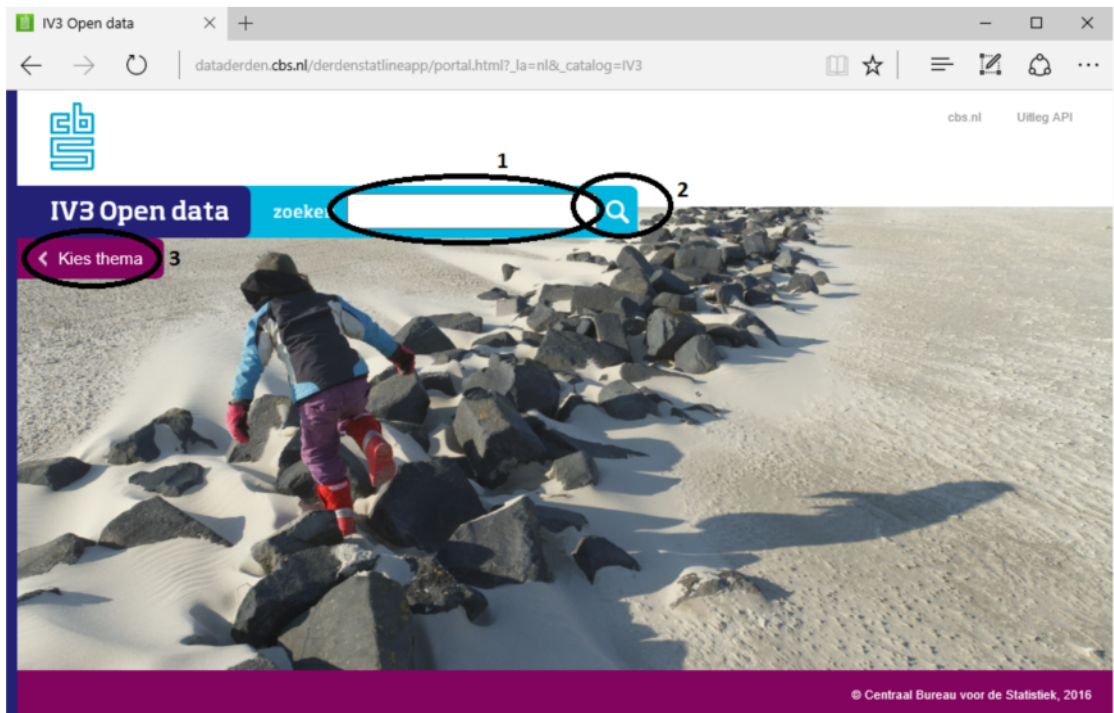 IV3 Open data
dataderden.cbs.nl/derdenstatlineapp/portal.html?_la=nl&_catalog=IV3
cbs
cbs.nl Uitleg API
1
2
IV3 Open data zoeken
Kies thema 3
© Centraal Bureau voor de Statistiek, 2016